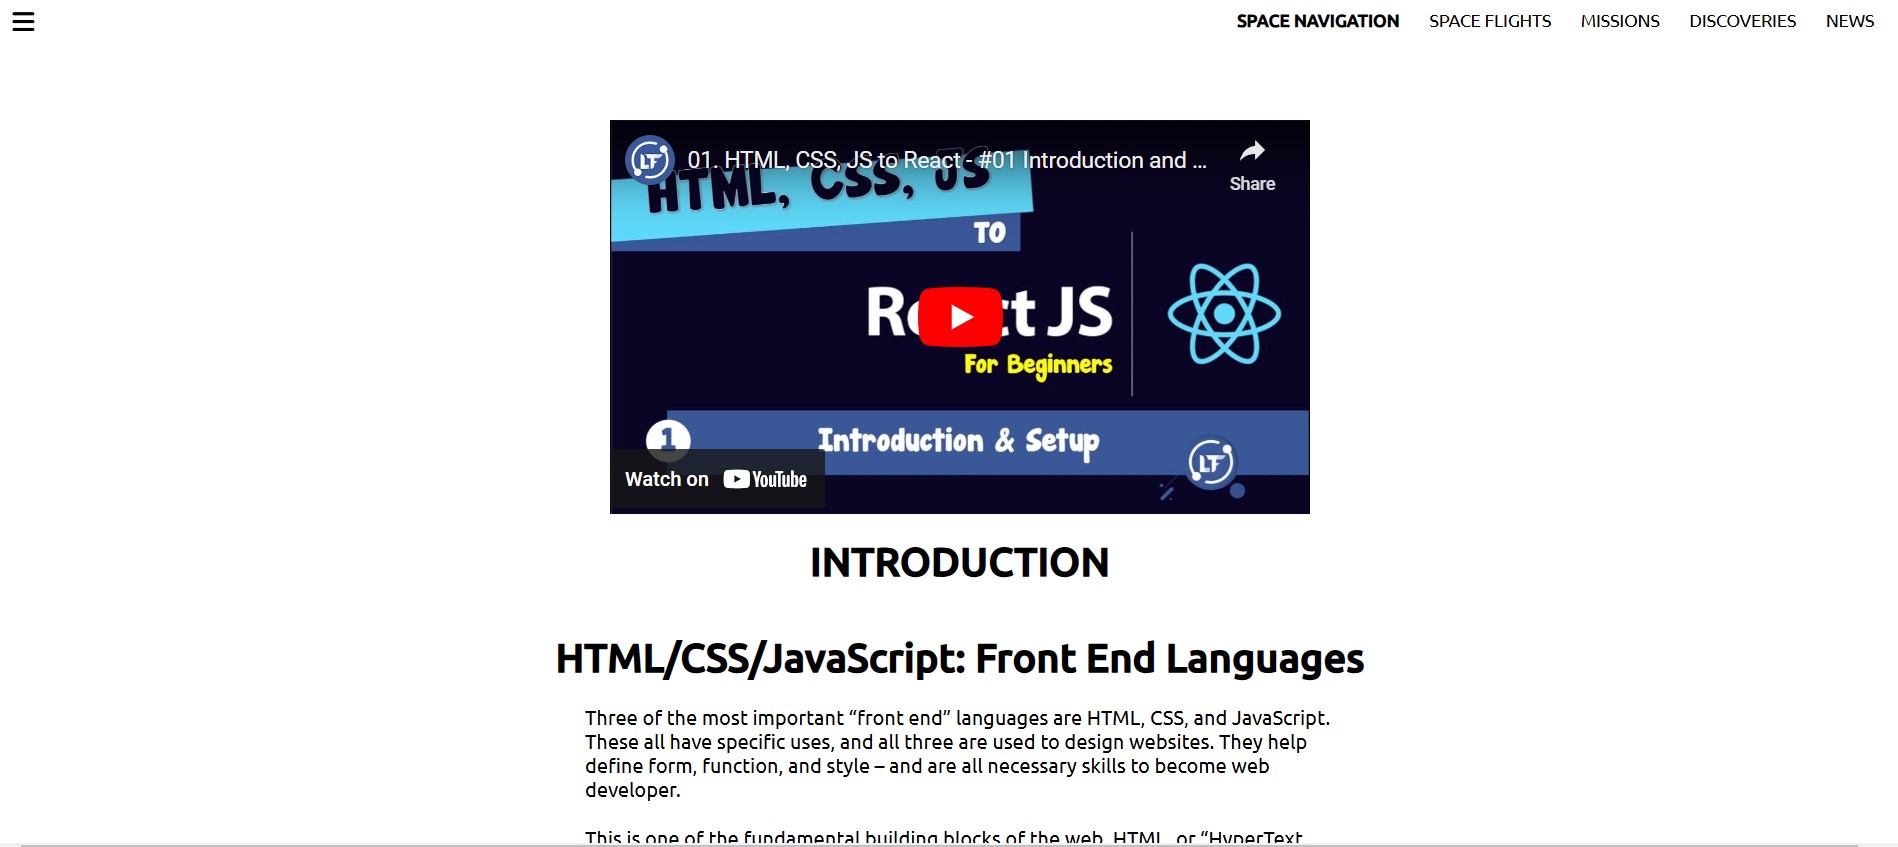 SPACE NAVIGATION SPACE FLIGHTS MISSIONS DISCOVERIES NEWS
LF 01. HTML, CSS, JS to React - #01 Introduction and ...
Share
HTML, CSS, JS
TO
React JS
For Beginners
1 Introduction & Setup
LF
Watch on YouTube
INTRODUCTION
HTML/CSS/JavaScript: Front End Languages
Three of the most important “front end” languages are HTML, CSS, and JavaScript.
These all have specific uses, and all three are used to design websites. They help
define form, function, and style – and are all necessary skills to become web
developer.
This is one of the fundamental building blocks of the web. HTML, or “HyperText